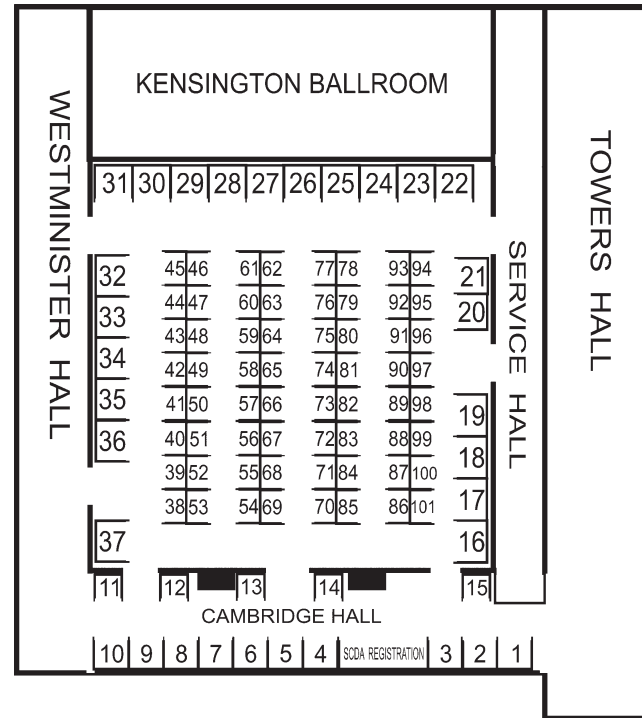 KENSINGTON BALLROOM
WESTMINISTER HALL
TOWERS HALL
SERVICE HALL
31 30 29 28 27 26 25 24 23 22
32 45 46 61 62 77 78 93 94 21
44 47 60 63 76 79 92 95 20
33 43 48 59 64 75 80 91 96
34 42 49 58 65 74 81 90 97
35 41 50 57 66 73 82 89 98 19
36 40 51 56 67 72 83 88 99 18
39 52 55 68 71 84 87 100 17
38 53 54 69 70 85 86 101
37 16
11 12 13 14 15
CAMBRIDGE HALL
10 9 8 7 6 5 4 SCDA REGISTRATION 3 2 1